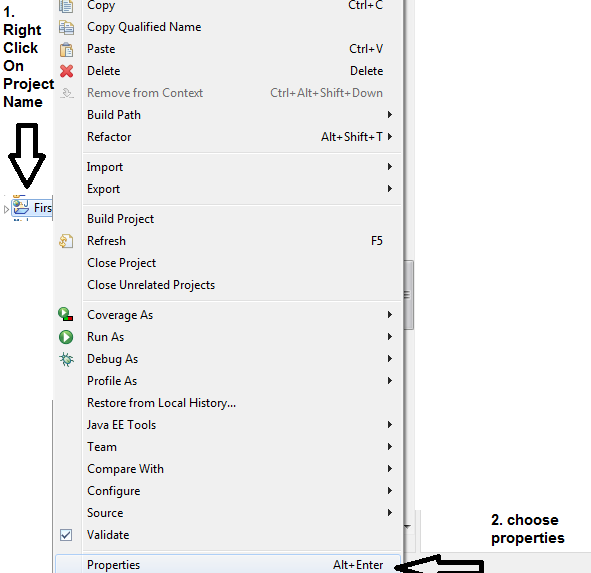 1.
Right
Click
On
Project
Name
Firs
Copy Ctrl+C
Copy Qualified Name
Paste Ctrl+V
Delete Delete
Remove from Context Ctrl+Alt+Shift+Down
Build Path
Refactor Alt+Shift+T
Import
Export
Build Project
Refresh F5
Close Project
Close Unrelated Projects
Coverage As
Run As
Debug As
Profile As
Restore from Local History...
Java EE Tools
Team
Compare With
Configure
Source
Validate
Properties Alt+Enter
2. choose
properties